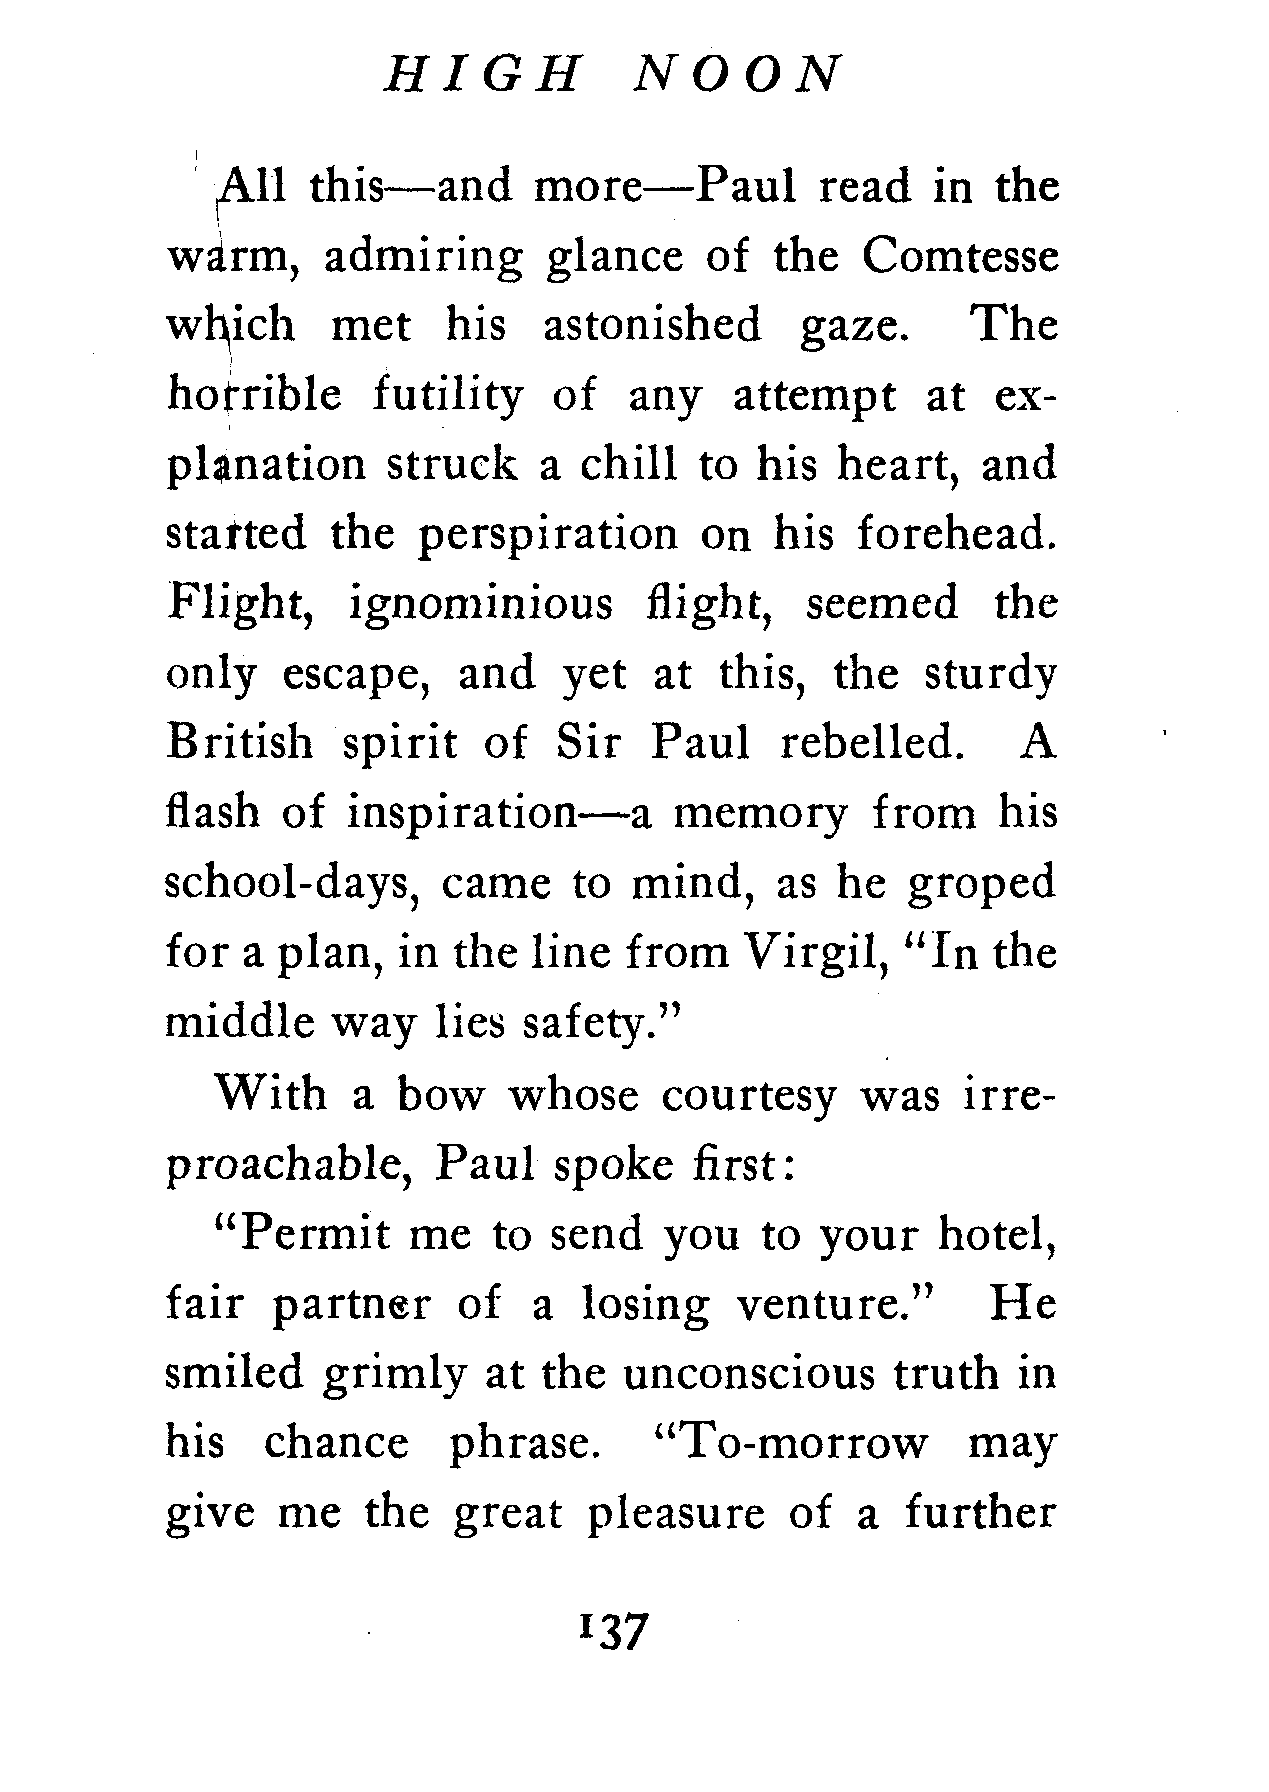 HIGH NOON
All this—and more—Paul read in the
warm, admiring glance of the Comtesse
which met his astonished gaze. The
horrible futility of any attempt at ex-
planation struck a chill to his heart, and
started the perspiration on his forehead.
Flight, ignominious flight, seemed the
only escape, and yet at this, the sturdy
British spirit of Sir Paul rebelled. A
flash of inspiration—a memory from his
school-days, came to mind, as he groped
for a plan, in the line from Virgil, "In the
middle way lies safety."
With a bow whose courtesy was irre-
proachable, Paul spoke first:
"Permit me to send you to your hotel,
fair partner of a losing venture." He
smiled grimly at the unconscious truth in
his chance phrase. "To-morrow may
give me the great pleasure of a further
137